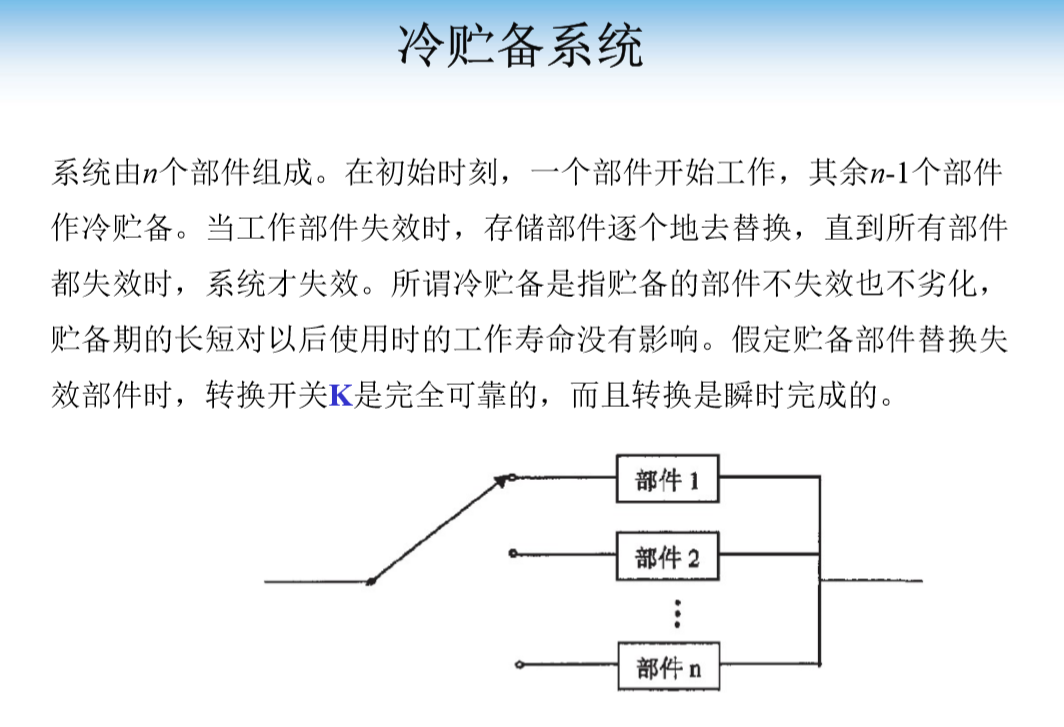 冷贮备系统
系统由n个部件组成。在初始时刻，一个部件开始工作，其余n-1个部件
作冷贮备。当工作部件失效时，存储部件逐个地去替换，直到所有部件
都失效时，系统才失效。所谓冷贮备是指贮备的部件不失效也不劣化，
贮备期的长短对以后使用时的工作寿命没有影响。假定贮备部件替换失
效部件时，转换开关K是完全可靠的，而且转换是瞬时完成的。
部件 1
部件 2
⋮
部件 n